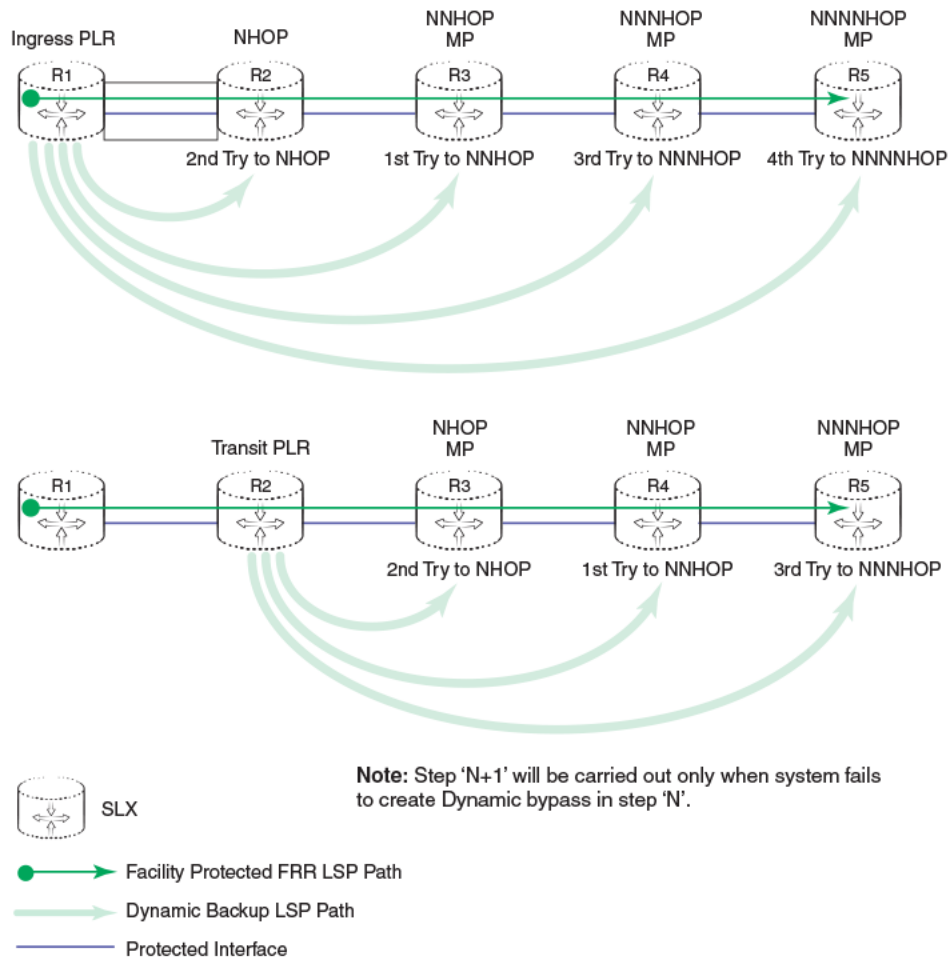 NNHOP
MP
NNNHOP
MP
NNNNHOP
MP
Ingress PLR
NHOP
R1
R2
R3
R4
R5
2nd Try to NHOP
1st Try to NNHOP
3rd Try to NNNHOP
4th Try to NNNNHOP
Transit PLR
NHOP
MP
NNHOP
MP
NNNHOP
MP
R1
R2
R3
R4
R5
2nd Try to NHOP
1st Try to NNHOP
3rd Try to NNNHOP
SLX
Note: Step ‘N+1’ will be carried out only when system fails
to create Dynamic bypass in step ‘N’.
Facility Protected FRR LSP Path
Dynamic Backup LSP Path
Protected Interface